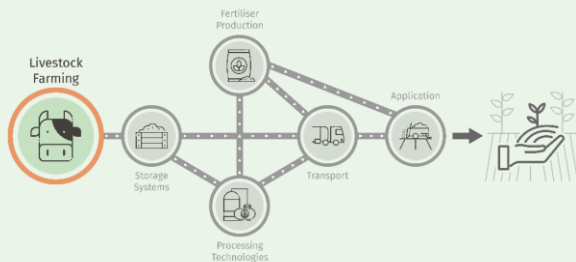 Fertiliser
Production
Livestock
Farming
Application
Storage
Systems
Transport
Processing
Technologies